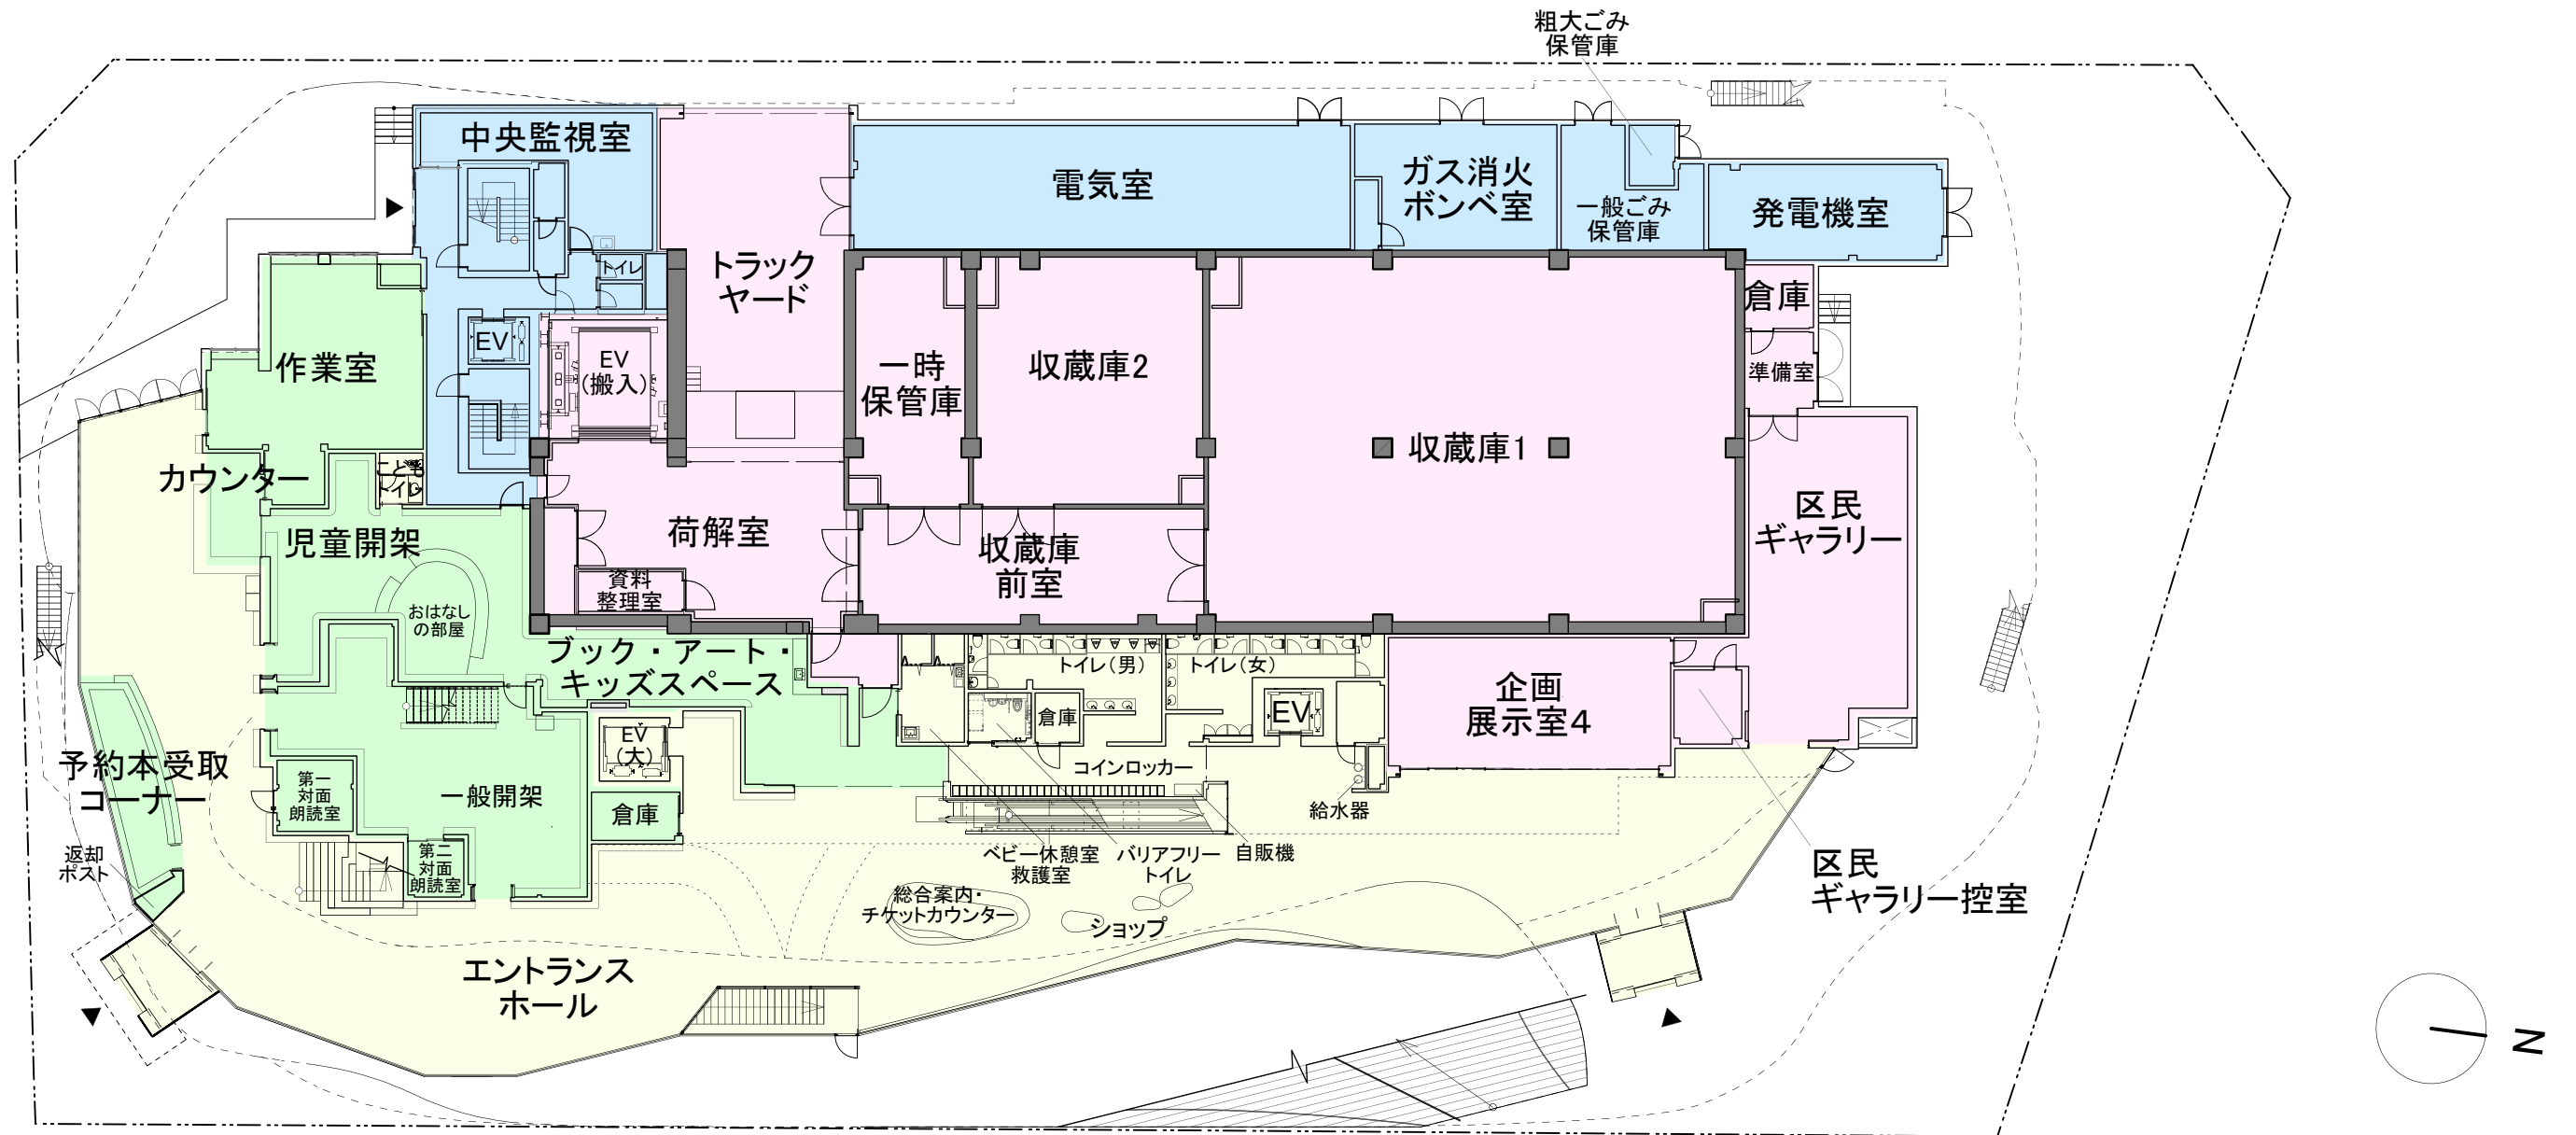 粗大ごみ
保管庫
中央監視室
電気室
ガス消火
ボンベ室
一般ごみ
保管庫
発電機室
トイレ
トラック
ヤード
倉庫
EV
EV
(搬入)
作業室
一時
保管庫
収蔵庫2
収蔵庫1
準備室
こども
トイレ
カウンター
児童開架
荷解室
収蔵庫
前室
区民
ギャラリー
資料
整理室
おはなし
の部屋
ブック・アート・
キッズスペース
トイレ(男)
トイレ(女)
倉庫
EV
企画
展示室4
EV
(大)
予約本受取
コーナー
第一
対面
朗読室
一般開架
倉庫
コインロッカー
給水器
返却
ポスト
第二
対面
朗読室
ベビー休憩室
救護室
バリアフリー
トイレ
自販機
区民
ギャラリー控室
総合案内・
チケットカウンター
ショップ
エントランス
ホール
N